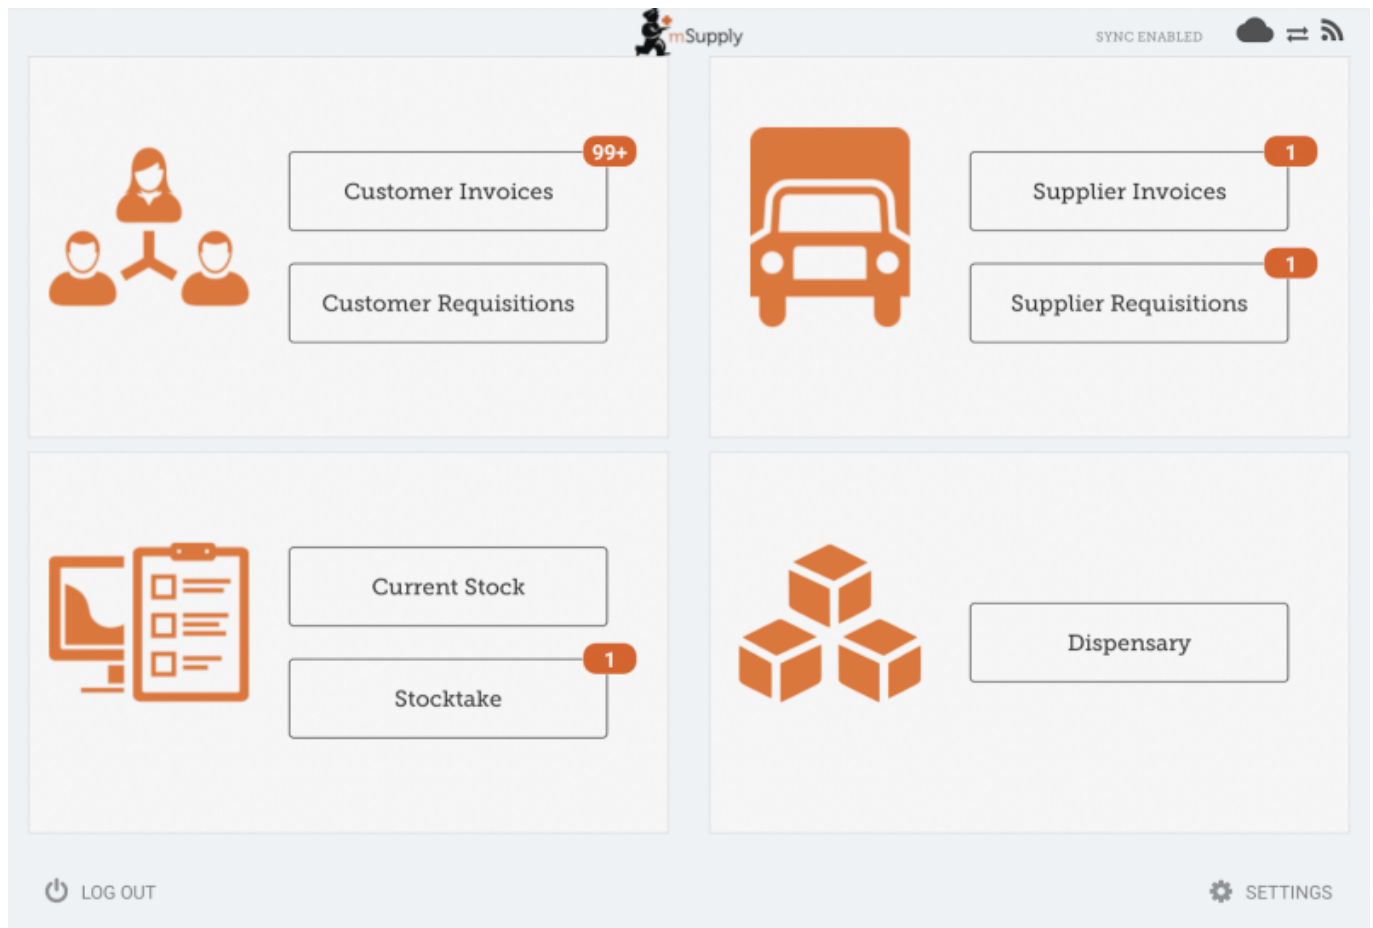 mSupply
SYNC ENABLED
99+
Customer Invoices
Customer Requisitions
1
Supplier Invoices
1
Supplier Requisitions
Current Stock
1
Stocktake
Dispensary
LOG OUT
SETTINGS